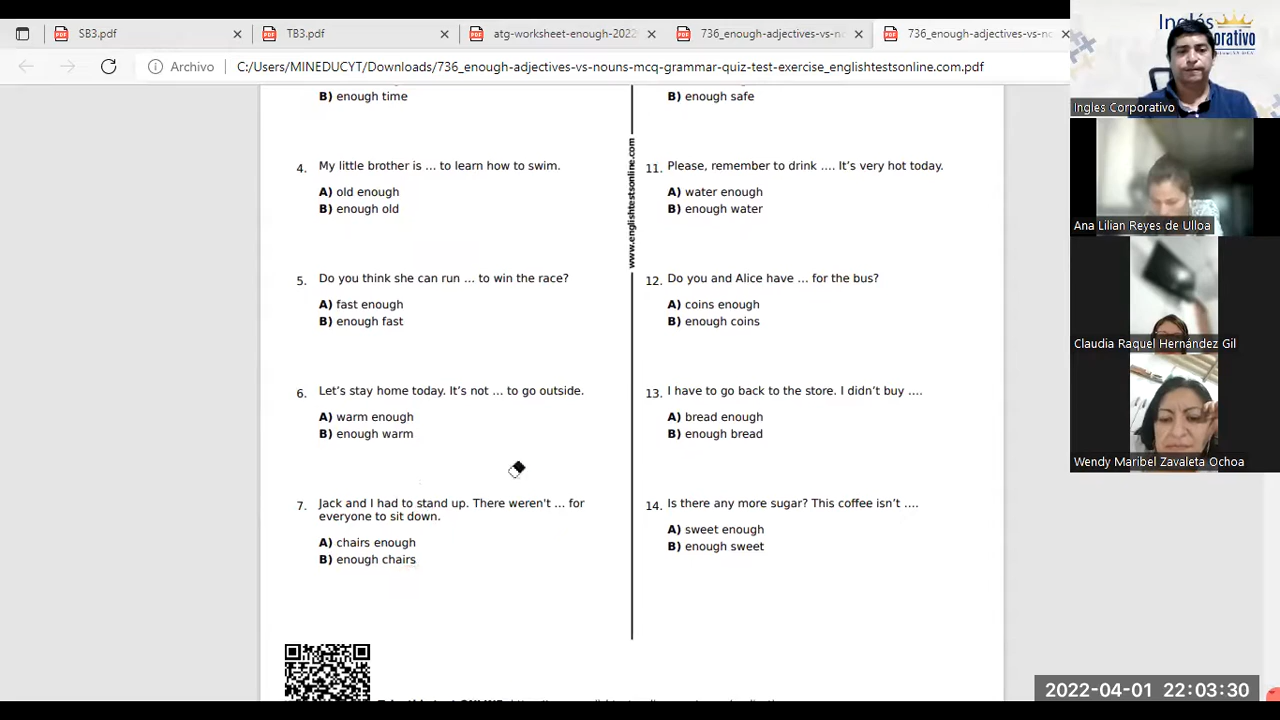 SB3.pdf
TB3.pdf
atg-worksheet-enough-2022
736_enough-adjectives-vs-n
736_enough-adjectives-vs-no
Archivo
C:/Users/MINEDUCYT/Downloads/736_enough-adjectives-vs-nouns-mcq-grammar-quiz-test-exercise_englishtestsonline.com.pdf
B) enough time
4. My little brother is ... to learn how to swim.
A) old enough
B) enough old
5. Do you think she can run ... to win the race?
A) fast enough
B) enough fast
6. Let's stay home today. It's not ... to go outside.
A) warm enough
B) enough warm
7. Jack and I had to stand up. There weren't ... for
everyone to sit down.
A) chairs enough
B) enough chairs
www.englishtestsonline.com
B) enough safe
11. Please, remember to drink .... It's very hot today.
A) water enough
B) enough water
12. Do you and Alice have ... for the bus?
A) coins enough
B) enough coins
13. I have to go back to the store. I didn't buy ....
A) bread enough
B) enough bread
14. Is there any more sugar? This coffee isn't ....
A) sweet enough
B) enough sweet
Inglés
Ingles Corporativo
Ana Lilian Reyes de Ulloa
Claudia Raquel Hernández Gil
Wendy Maribel Zavaleta Ochoa
2022-04-01 22:03:30